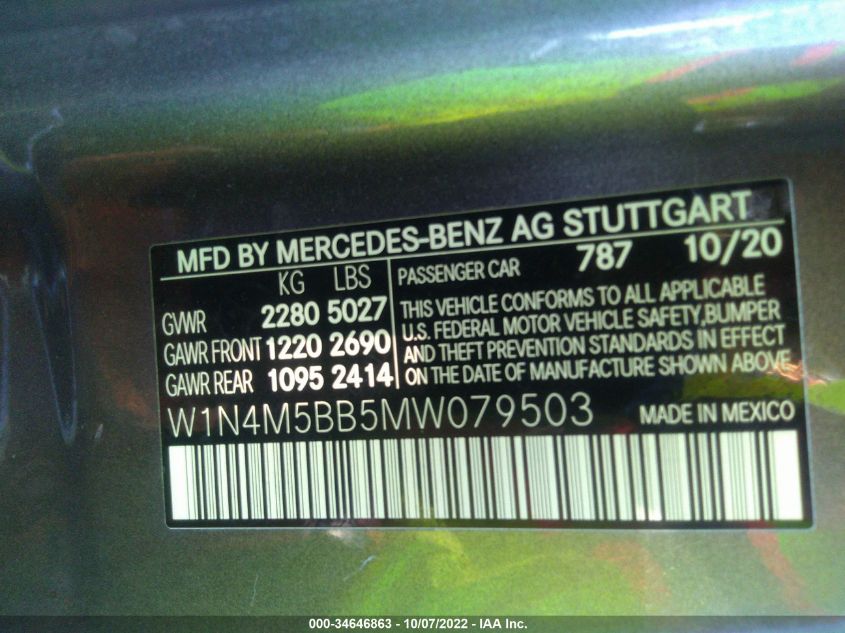 MFD BY MERCEDES-BENZ AG STUTTGART
KG LBS
GVWR 2280 5027
GAWR FRONT 1220 2690
GAWR REAR 1095 2414
PASSENGER CAR 787 10/20
THIS VEHICLE CONFORMS TO ALL APPLICABLE
U.S. FEDERAL MOTOR VEHICLE SAFETY, BUMPER
AND THEFT PREVENTION STANDARDS IN EFFECT
ON THE DATE OF MANUFACTURE SHOWN ABOVE
W1N4M5BB5MW079503 MADE IN MEXICO
000-34646863 - 10/07/2022 - IAA Inc.